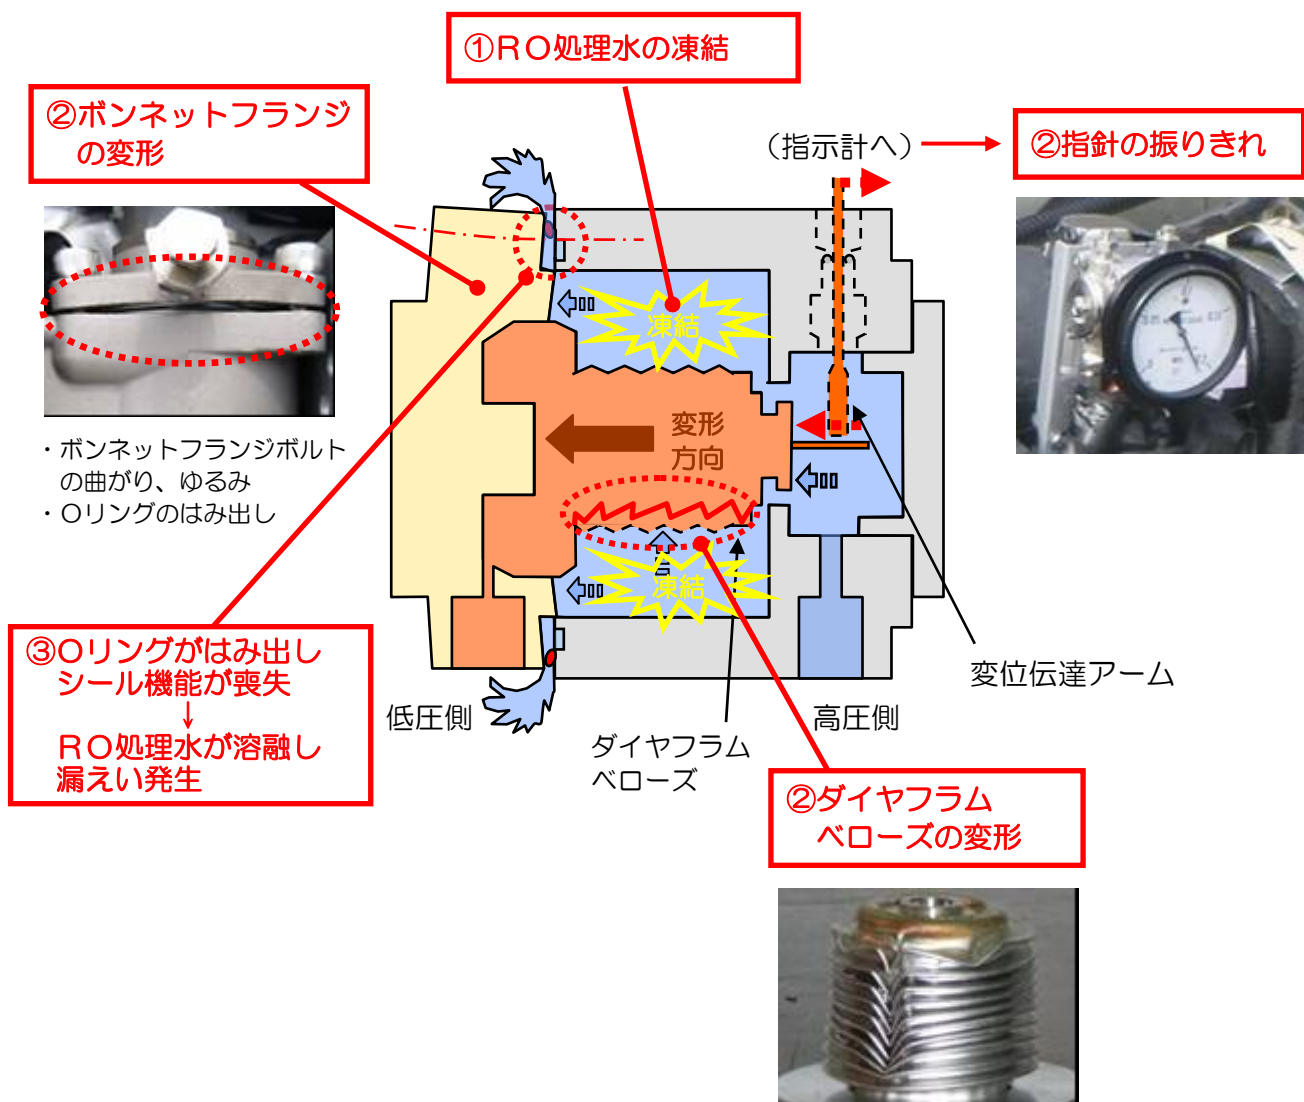 ①RO処理水の凍結
②ボンネットフランジ
の変形
(指示計へ)
②指針の振りきれ
凍結
変形
方向
・ボンネットフランジボルト
の曲がり、ゆるみ
・Oリングのはみ出し
凍結
③Oリングがはみ出し
シール機能が喪失
↓
RO処理水が溶融し
漏えい発生
低圧側
高圧側
変位伝達アーム
ダイヤフラム
ベローズ
②ダイヤフラム
ベローズの変形